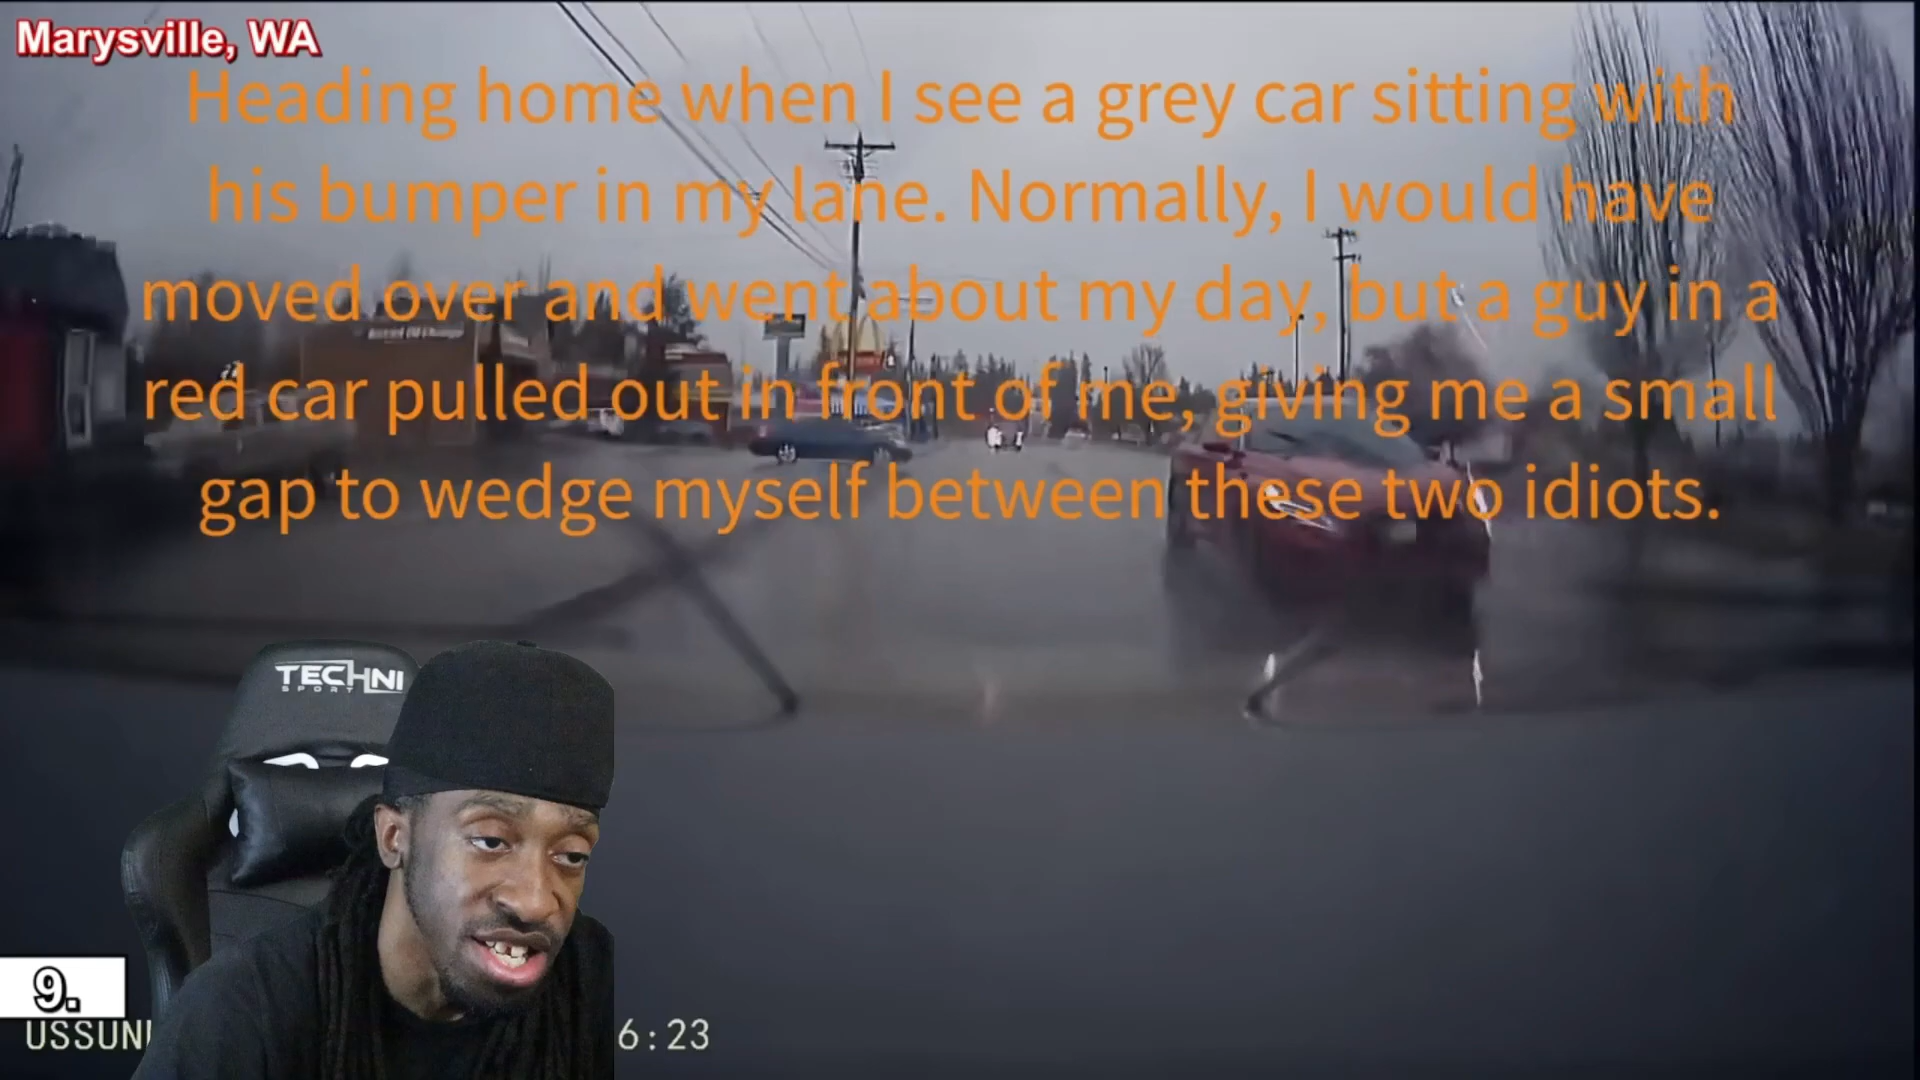 Marysville, WA
Heading home when I see a grey car sitting with
his bumper in my lane. Normally, I would have
moved over and went about my day, but a guy in a
red car pulled out in front of me, giving me a small
gap to wedge myself between these two idiots.
TECHNI
SPORT
9.
USSUN
6:23